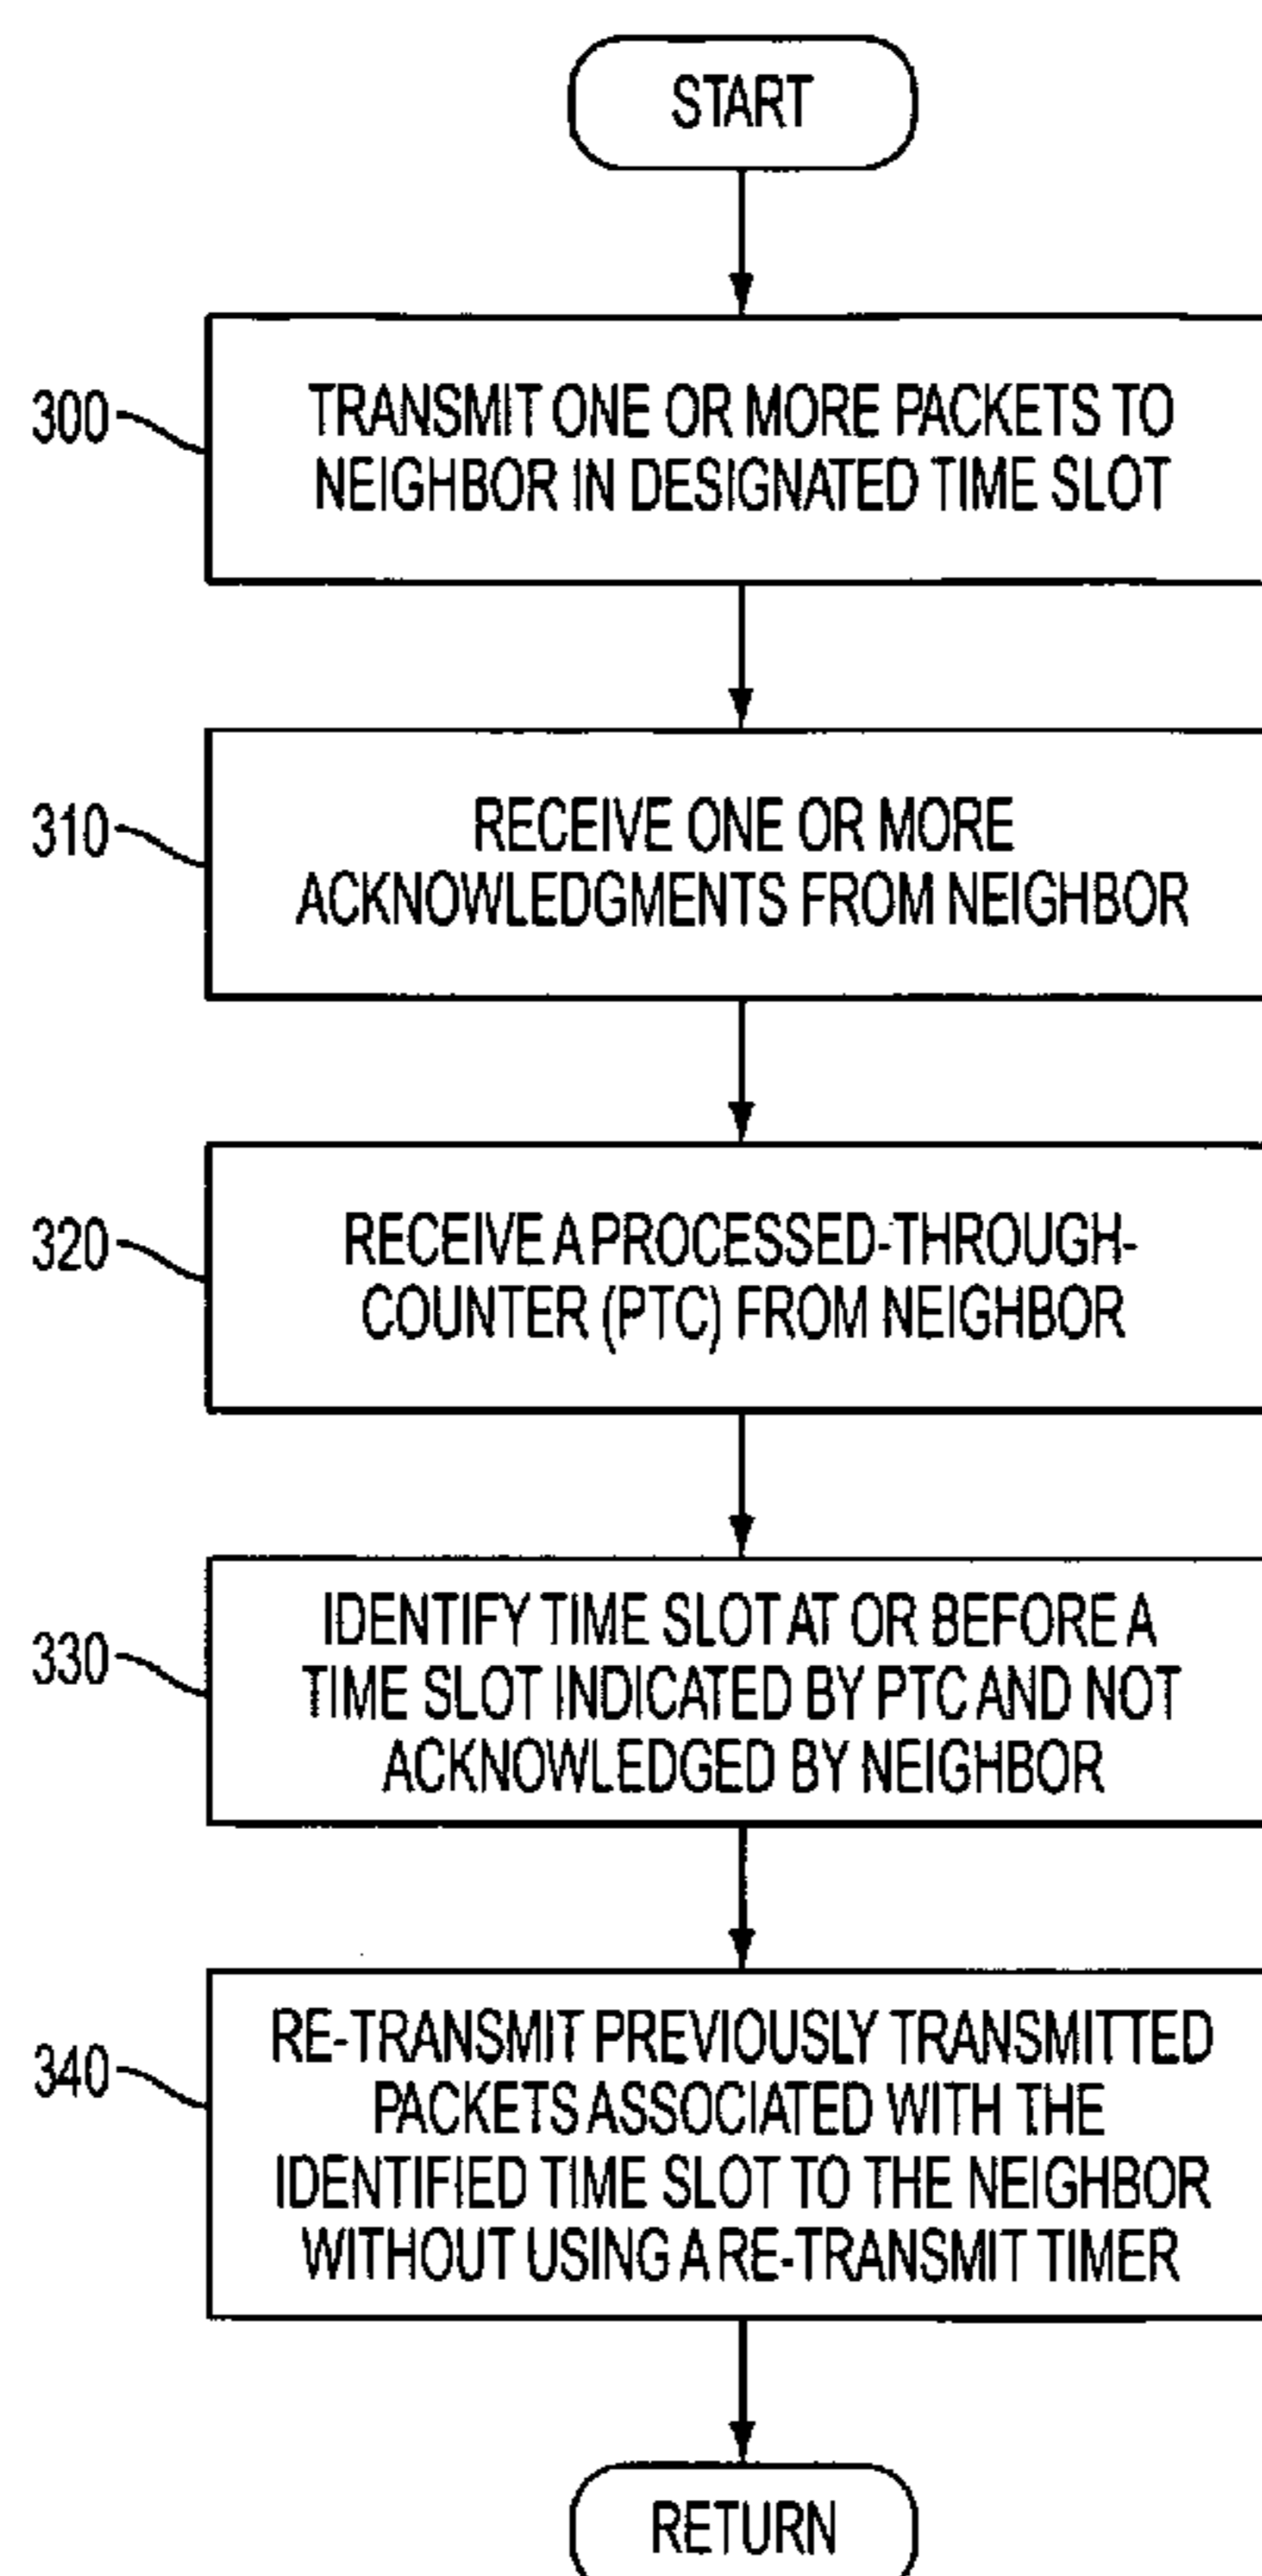 START
300
TRANSMIT ONE OR MORE PACKETS TO
NEIGHBOR IN DESIGNATED TIME SLOT
310
RECEIVE ONE OR MORE
ACKNOWLEDGMENTS FROM NEIGHBOR
320
RECEIVE A PROCESSED-THROUGH-
COUNTER (PTC) FROM NEIGHBOR
330
IDENTIFY TIME SLOT AT OR BEFORE A
TIME SLOT INDICATED BY PTC AND NOT
ACKNOWLEDGED BY NEIGHBOR
340
RE-TRANSMIT PREVIOUSLY TRANSMITTED
PACKETS ASSOCIATED WITH THE
IDENTIFIED TIME SLOT TO THE NEIGHBOR
WITHOUT USING A RE-TRANSMIT TIMER
RETURN